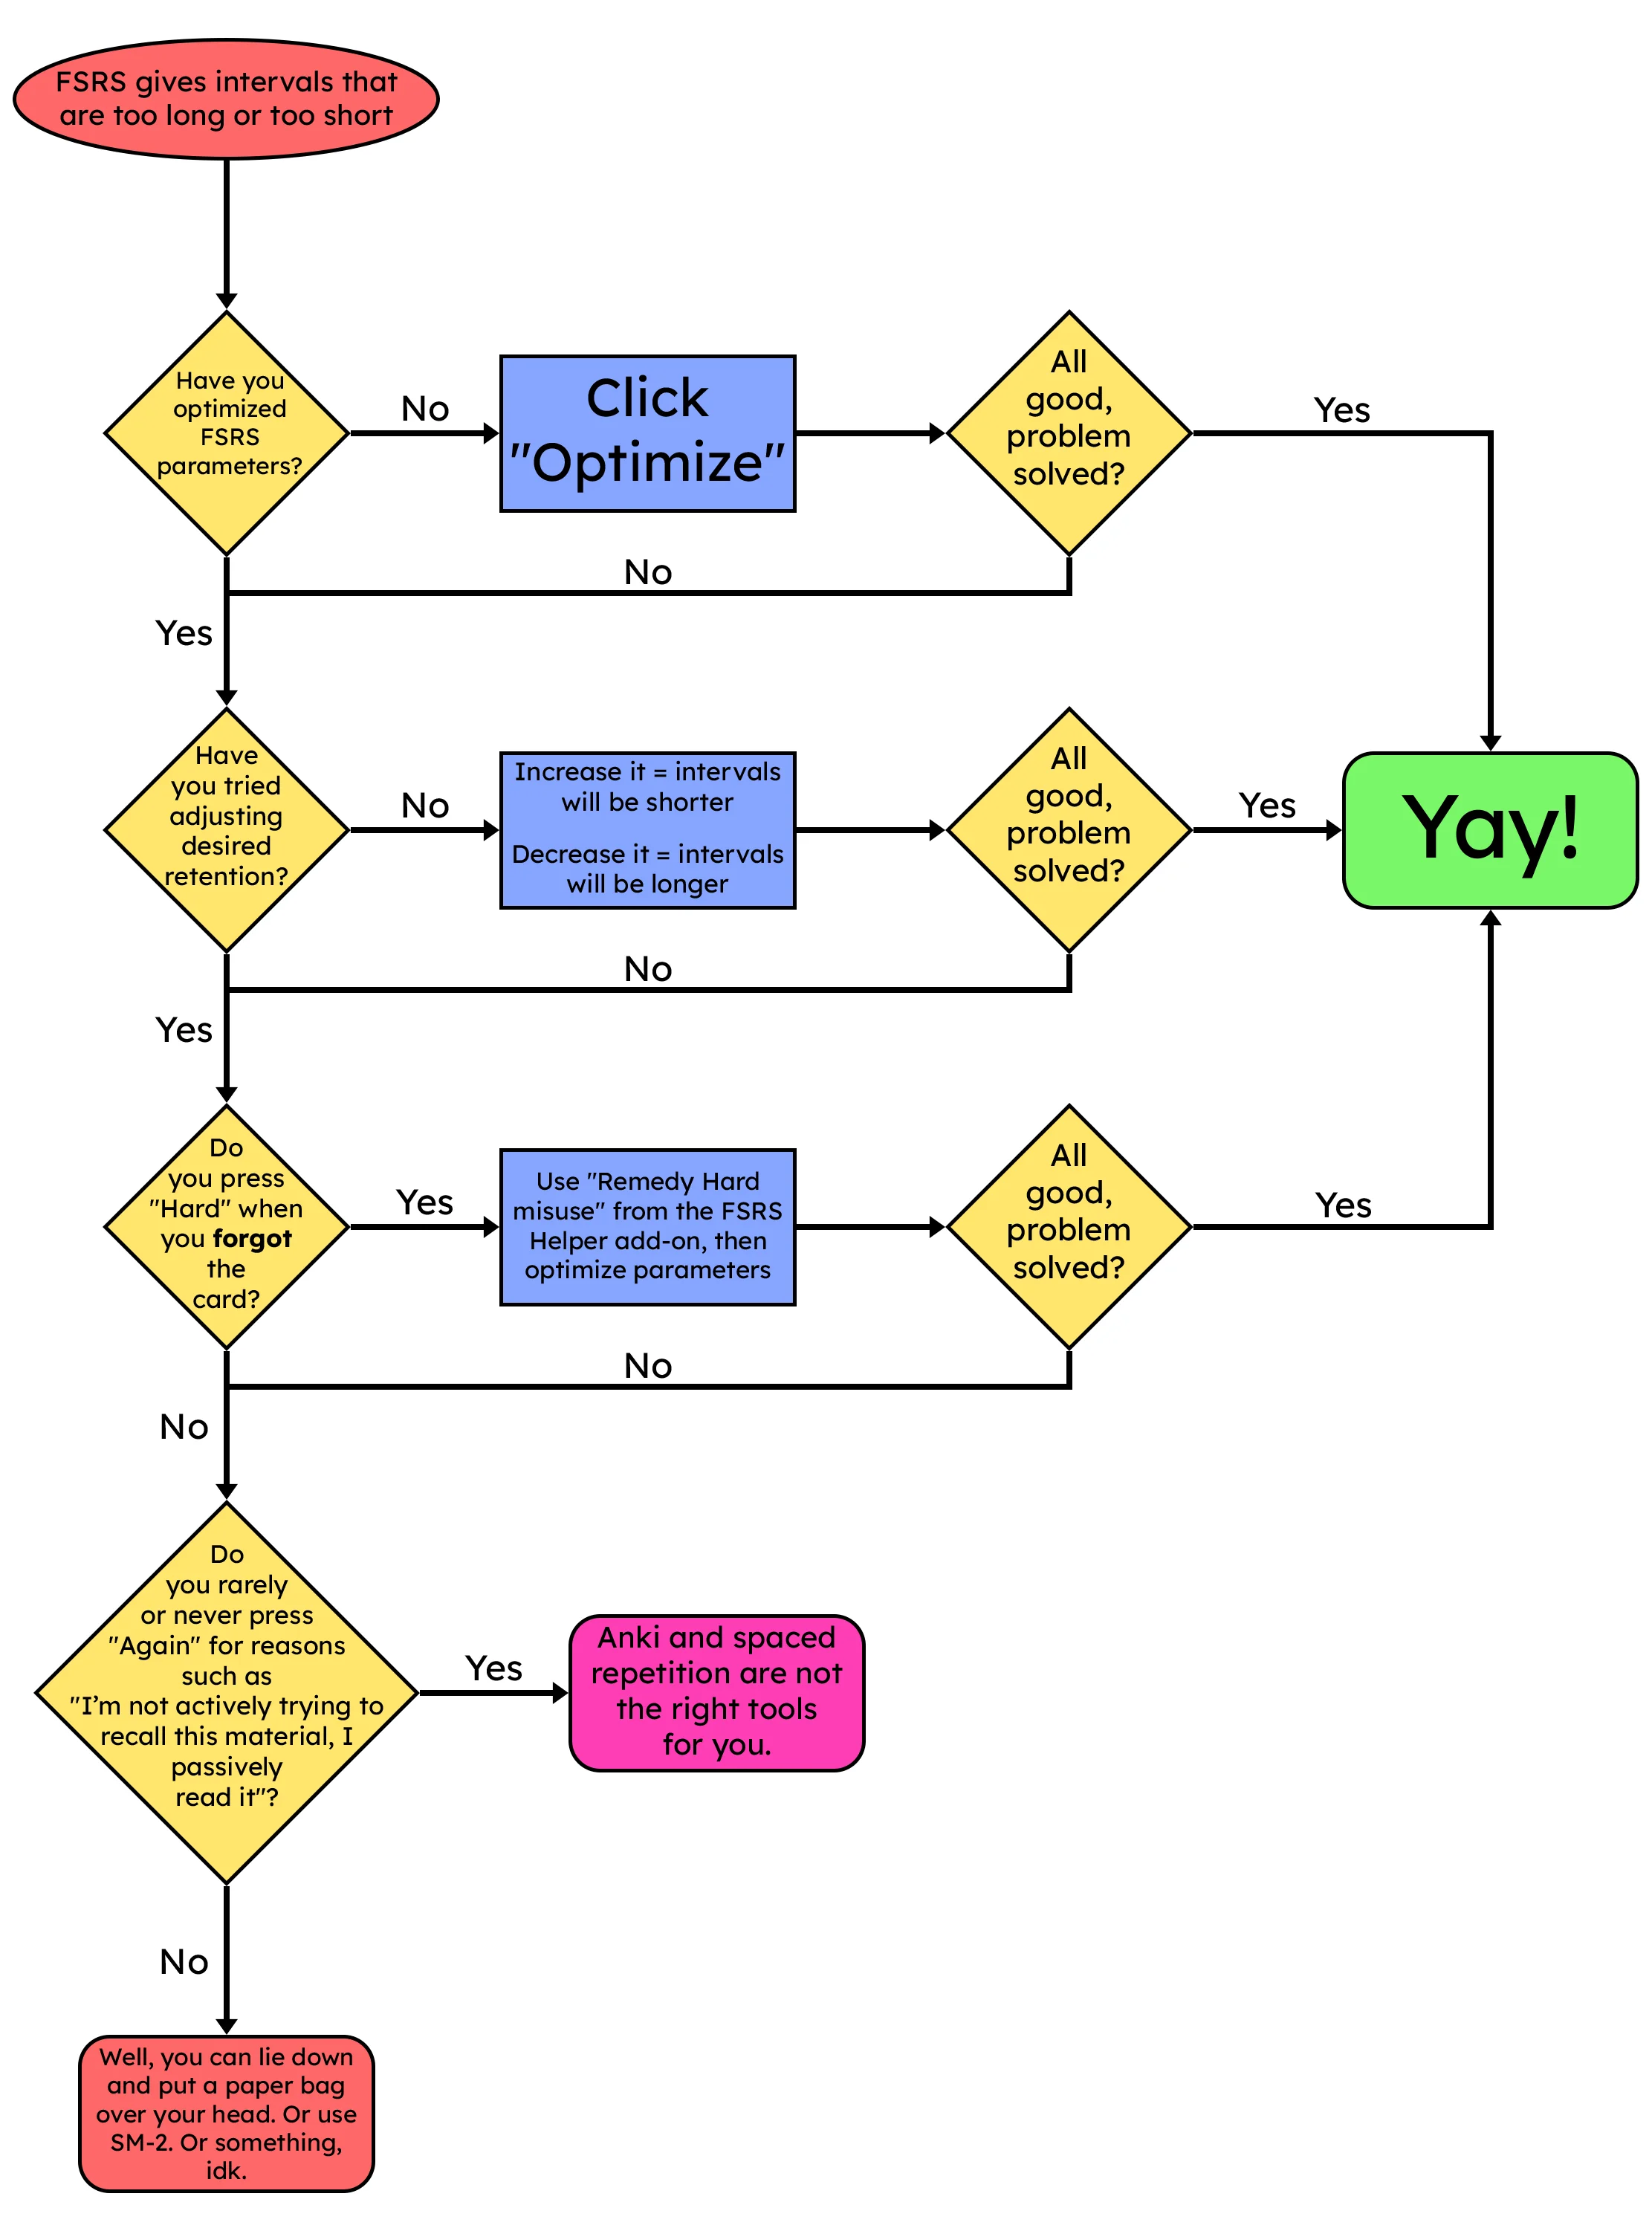 FSRS gives intervals that
are too long or too short
Have you
optimized
FSRS
parameters?
No
Click
"Optimize"
All
good,
problem
solved?
Yes
No
Yes
Have
you tried
adjusting
desired
retention?
No
Increase it = intervals
will be shorter
Decrease it = intervals
will be longer
All
good,
problem
solved?
Yes
Yay!
No
Yes
Do
you press
"Hard" when
you forgot
the
card?
Yes
Use "Remedy Hard
misuse" from the FSRS
Helper add-on, then
optimize parameters
All
good,
problem
solved?
Yes
No
No
Do
you rarely
or never press
"Again" for reasons
such as
"I’m not actively trying to
recall this material, I
passively
read it"?
Yes
Anki and spaced
repetition are not
the right tools
for you.
No
Well, you can lie down
and put a paper bag
over your head. Or use
SM-2. Or something,
idk.